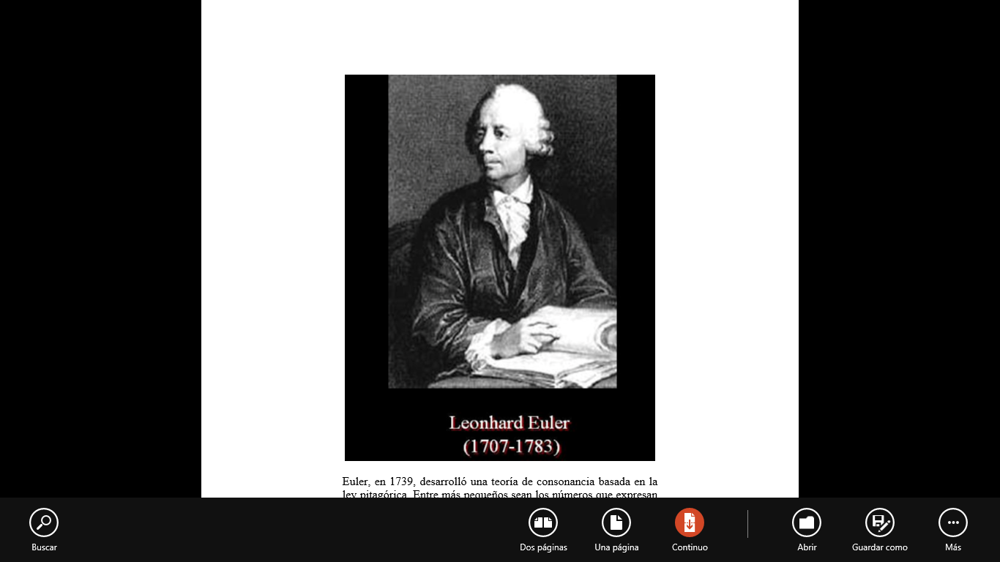 Leonhard Euler
(1707-1783)
Euler, en 1739, desarrolló una teoría de consonancia basada en la
ley pitagórica. Entre más pequeños sean los números que expresan
Buscar
Dos páginas
Una página
Continuo
Abrir
Guardar como
Más